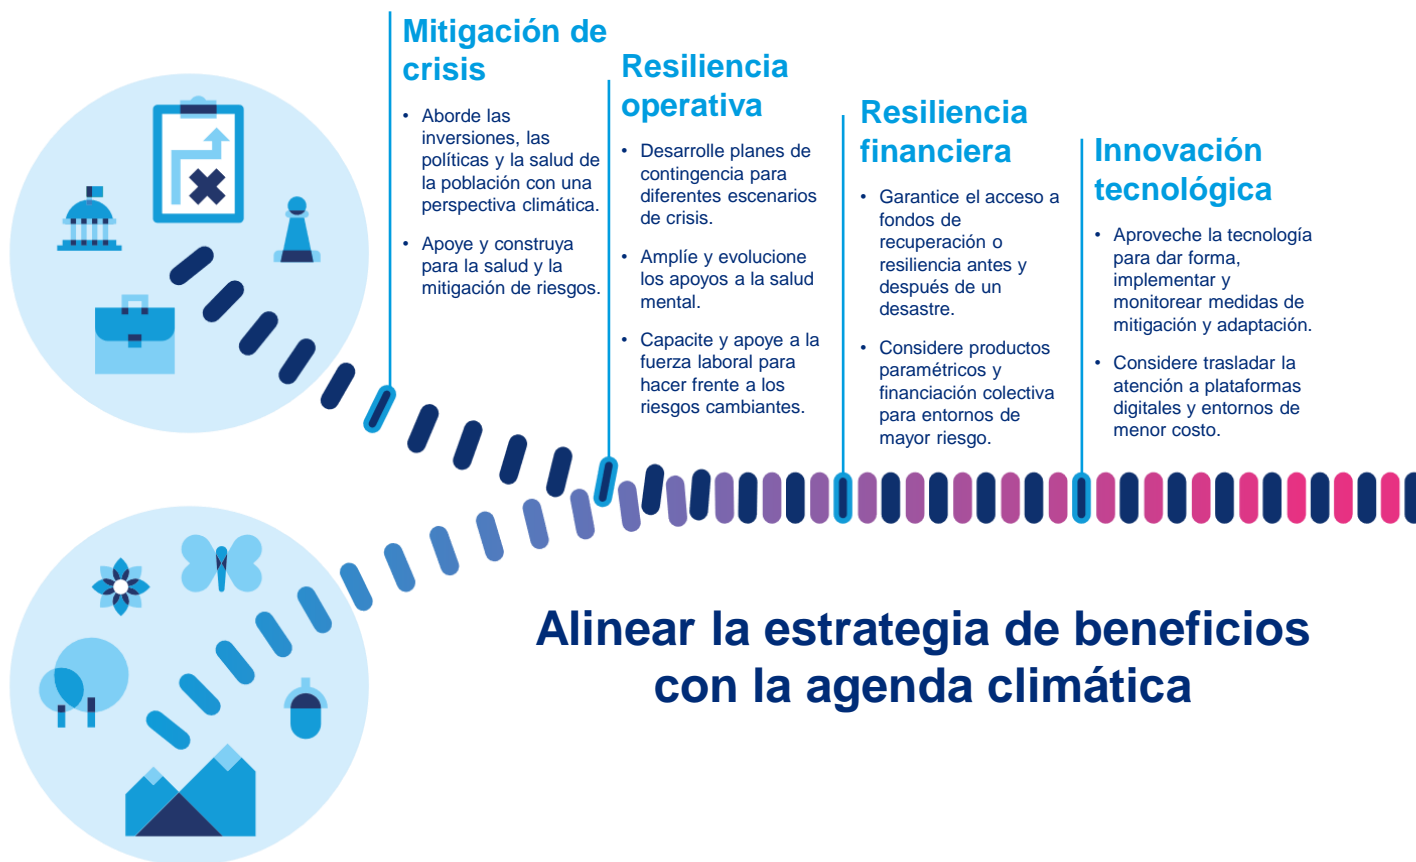 Mitigación de
crisis
• Aborde las
inversiones, las
políticas y la salud de
la población con una
perspectiva climática.
• Apoye y construya
para la salud y la
mitigación de riesgos.
Resiliencia
operativa
• Desarrolle planes de
contingencia para
diferentes escenarios
de crisis.
• Amplíe y evolucione
los apoyos a la salud
mental.
• Capacite y apoye a la
fuerza laboral para
hacer frente a los
riesgos cambiantes.
Resiliencia
financiera
• Garantice el acceso a
fondos de
recuperación o
resiliencia antes y
después de un
desastre.
• Considere productos
paramétricos y
financiación colectiva
para entornos de
mayor riesgo.
Innovación
tecnológica
• Aproveche la tecnología
para dar forma,
implementar y
monitorear medidas de
mitigación y adaptación.
• Considere trasladar la
atención a plataformas
digitales y entornos de
menor costo.
Alinear la estrategia de beneficios
con la agenda climática